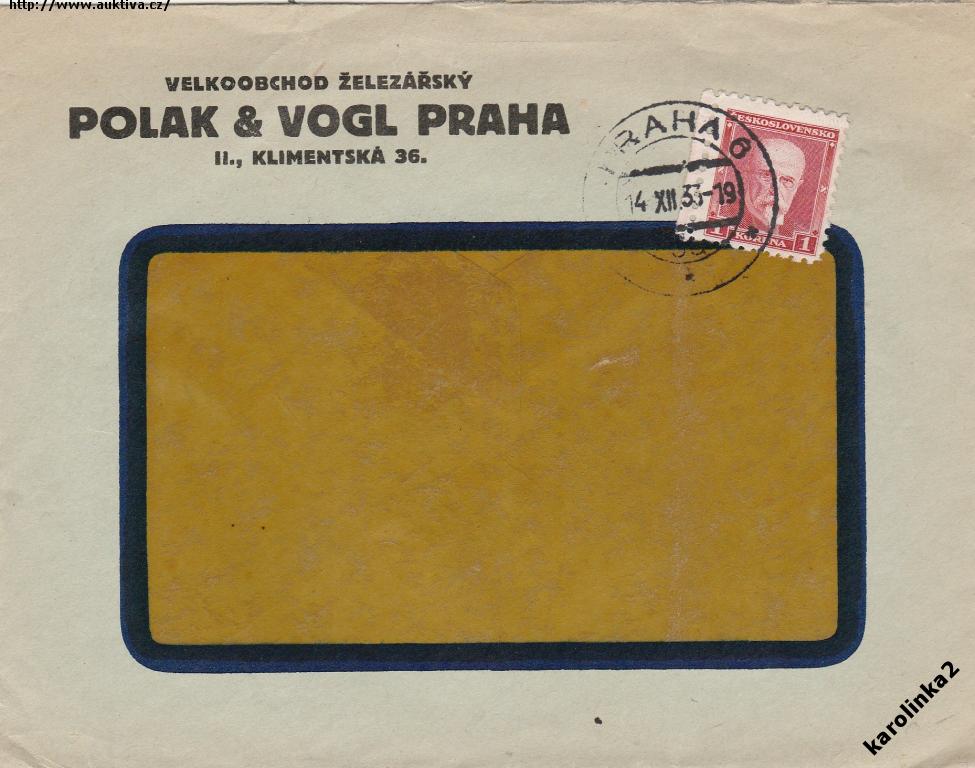 http://www.auktiva.cz/
VELKOOBCHOD ŽELEZÁŘSKÝ
POLAK & VOGL PRAHA
II., KLIMENTSKÁ 36.
PRAHA 6
14 XII.33-19
ČESKOSLOVENSKO
1 KORUNA 1
karolinka2